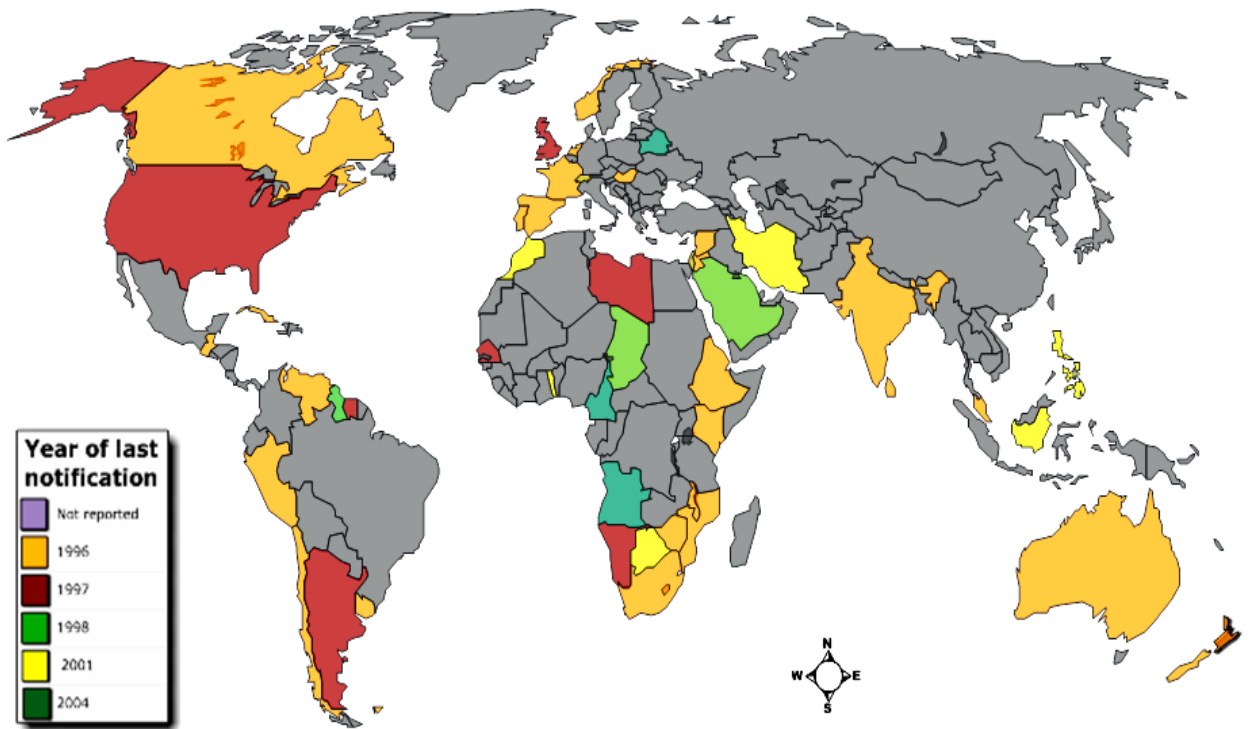 Year of last
notification
Not reported
1996
1997
1998
2001
2004
N
W E
S